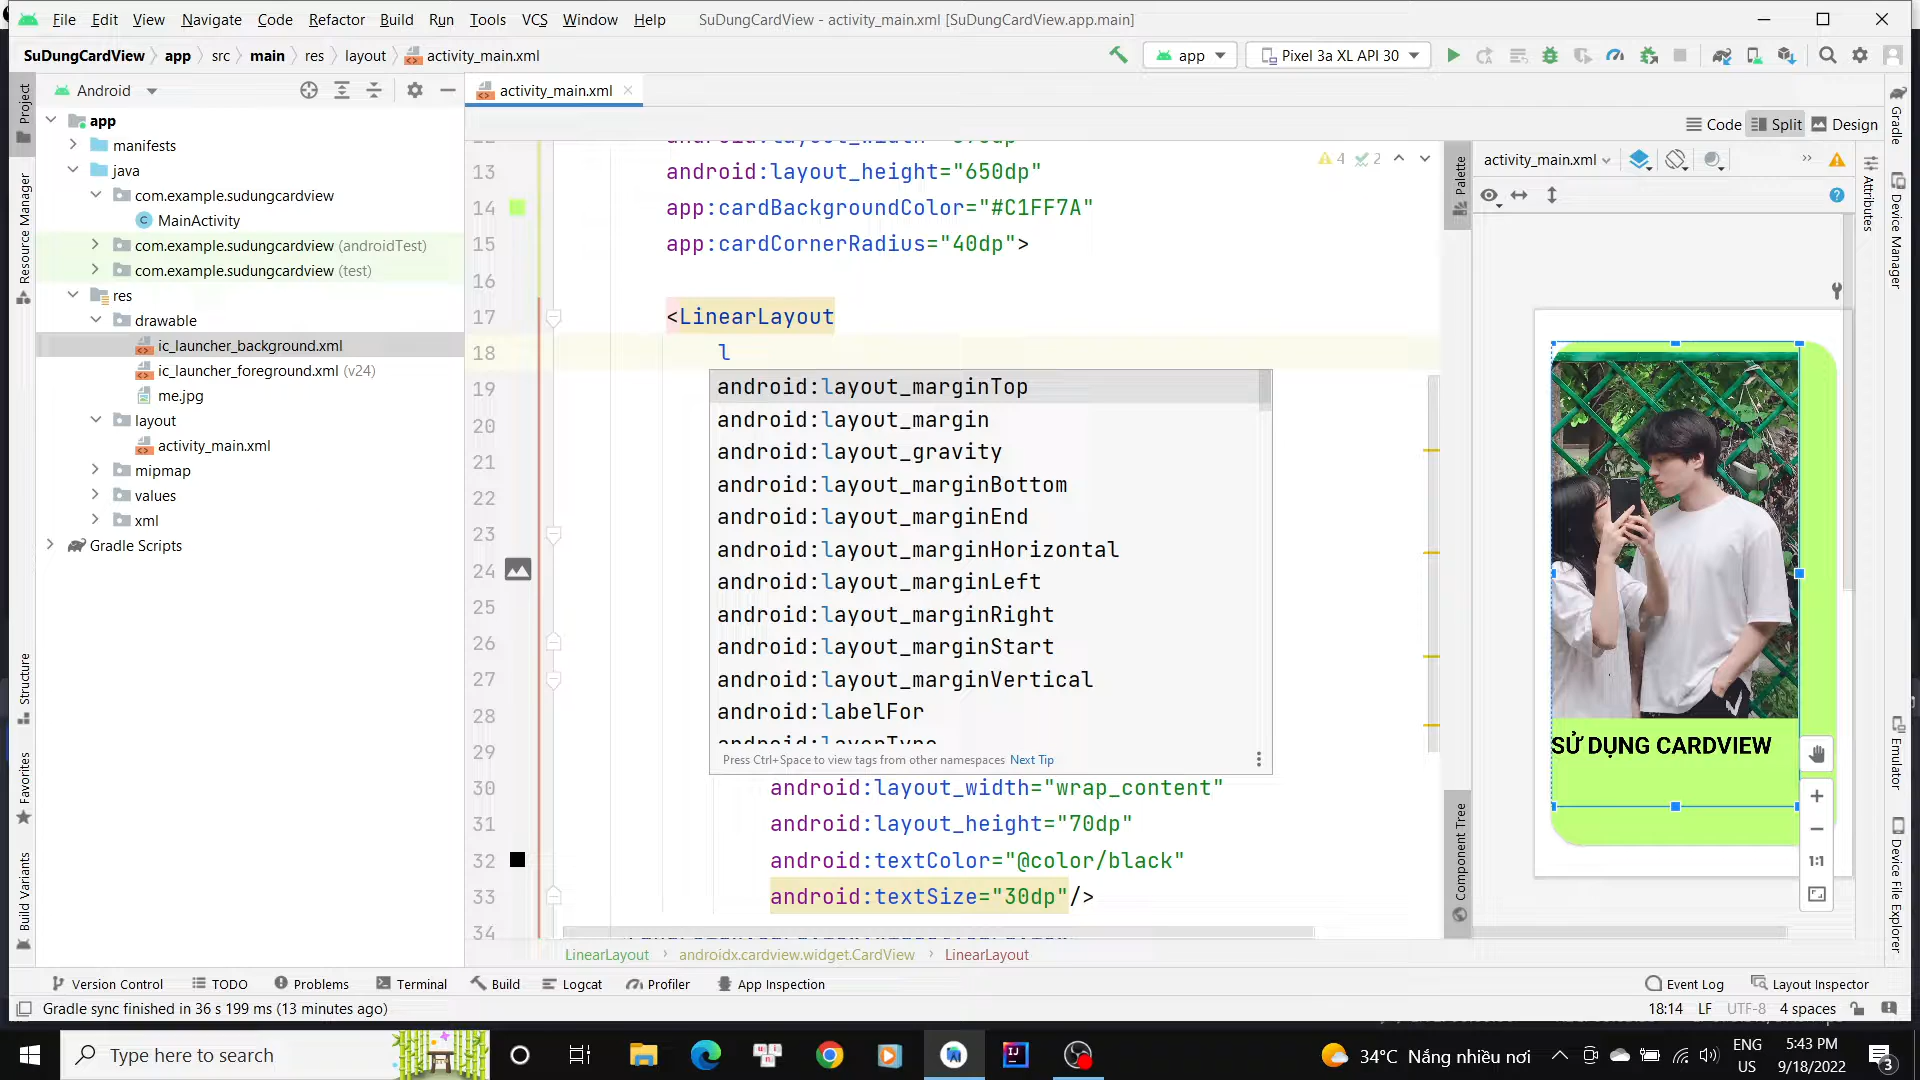 File Edit View Navigate Code Refactor Build Run Tools VCS Window Help SuDungCardView - activity_main.xml [SuDungCardView.app.main]
SuDungCardView app src main res layout activity_main.xml app Pixel 3a XL API 30
Project
Android
activity_main.xml
Code Split Design
app
manifests
java
com.example.sudungcardview
MainActivity
com.example.sudungcardview (androidTest)
com.example.sudungcardview (test)
res
drawable
ic_launcher_background.xml
ic_launcher_foreground.xml (v24)
me.jpg
layout
activity_main.xml
mipmap
values
xml
Gradle Scripts
Resource Manager
Structure
Favorites
Build Variants
4 2
13 android:layout_height="650dp"
14 app:cardBackgroundColor="#C1FF7A"
15 app:cardCornerRadius="40dp">
16
17 <LinearLayout
18 l
19
20
21
22
23
24
25
26
27
28
29
android:layout_marginTop
android:layout_margin
android:layout_gravity
android:layout_marginBottom
android:layout_marginEnd
android:layout_marginHorizontal
android:layout_marginLeft
android:layout_marginRight
android:layout_marginStart
android:layout_marginVertical
android:labelFor
Press Ctrl+Space to view tags from other namespaces Next Tip
30 android:layout_width="wrap_content"
31 android:layout_height="70dp"
32 android:textColor="@color/black"
33 android:textSize="30dp"/>
34
LinearLayout androidx.cardview.widget.CardView LinearLayout
Palette
Component Tree
activity_main.xml
SỬ DỤNG CARDVIEW
1:1
Attributes
Gradle
Device Manager
Emulator
Device File Explorer
Version Control TODO Problems Terminal Build Logcat Profiler App Inspection Event Log Layout Inspector
Gradle sync finished in 36 s 199 ms (13 minutes ago) 18:14 LF UTF-8 4 spaces
Type here to search
34°C Nắng nhiều nơi
ENG
US
5:43 PM
9/18/2022
3